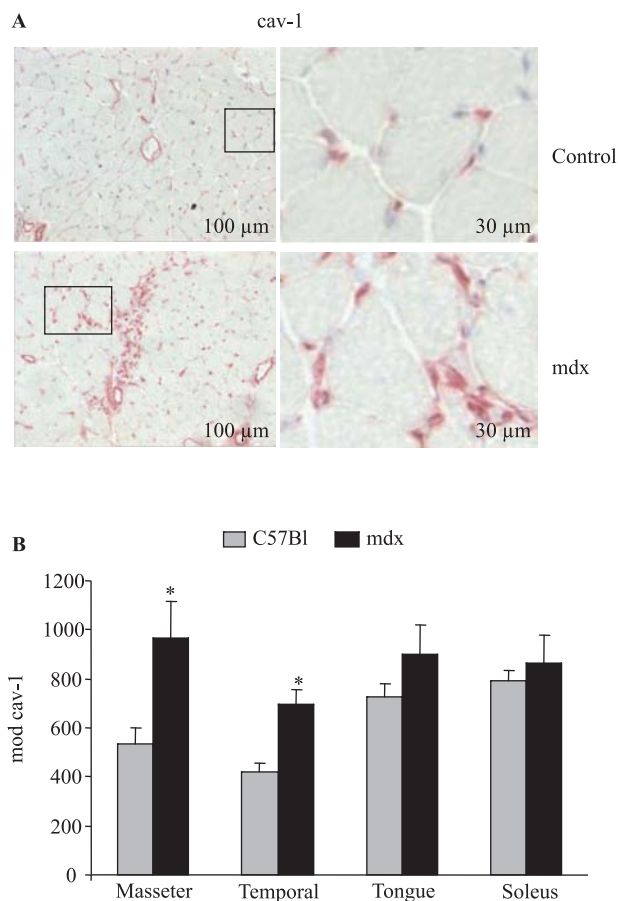 A
cav-1
100 µm
30 µm
Control
100 µm
30 µm
mdx
B
C57Bl mdx
mod cav-1
1200
1000
800
600
400
200
0
*
*
Masseter Temporal Tongue Soleus